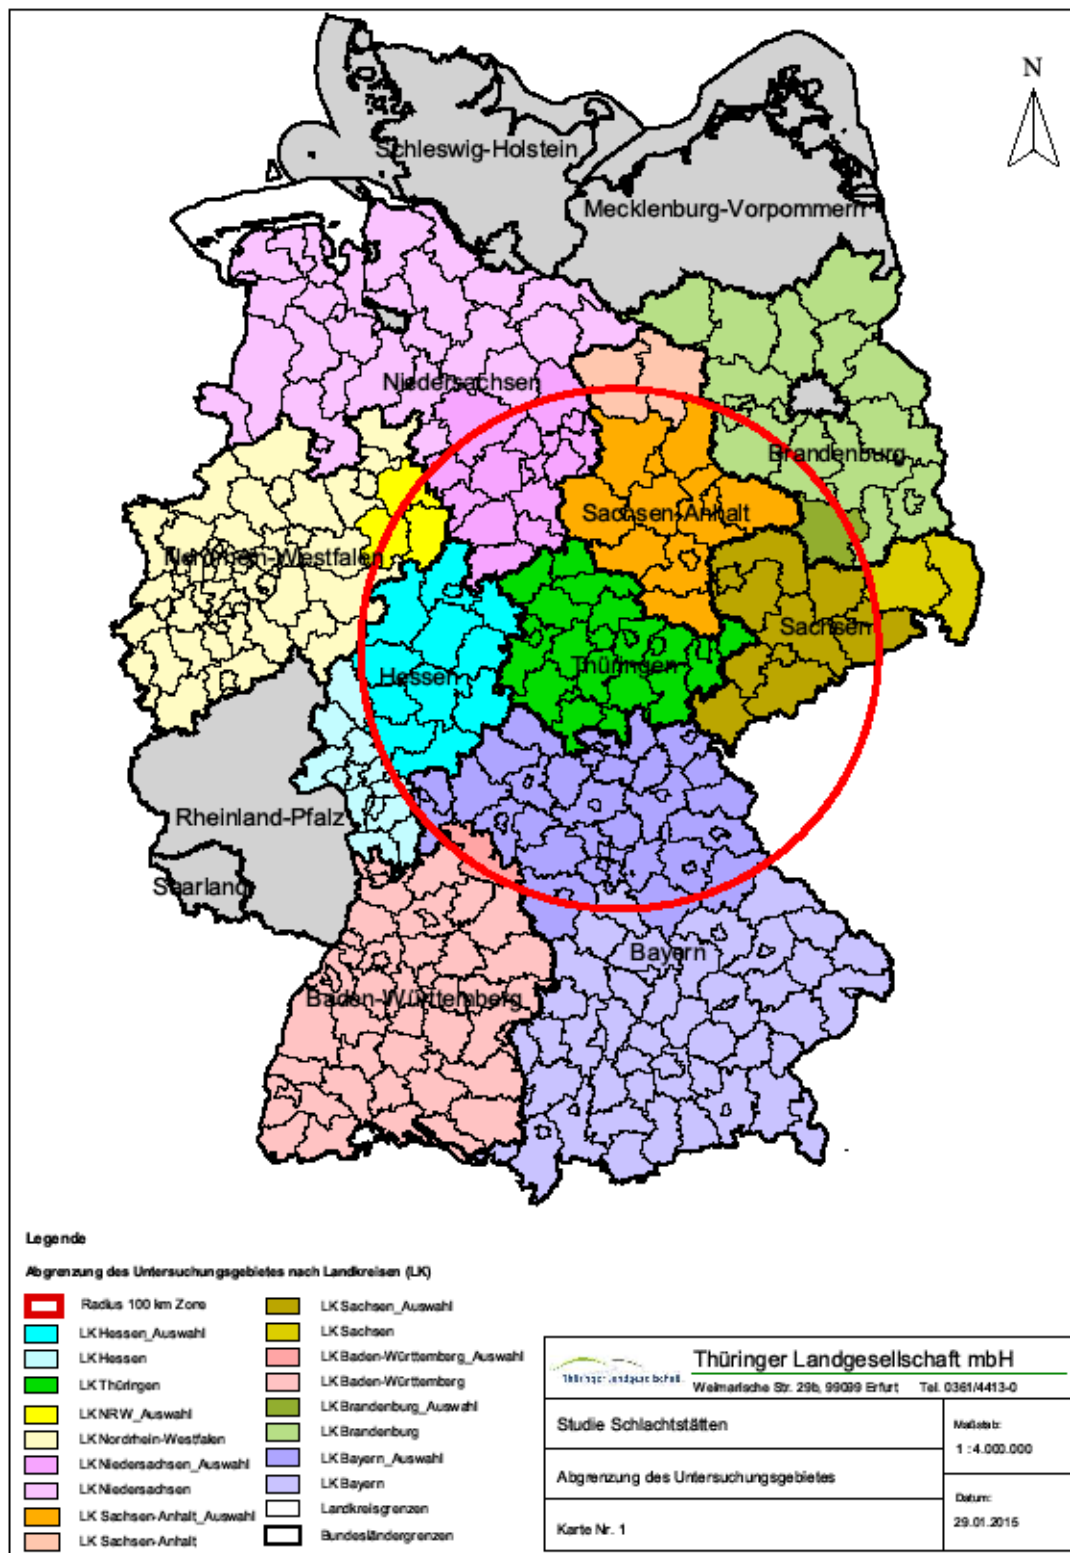 N
Schleswig-Holstein
Mecklenburg-Vorpommern
Niedersachsen
Brandenburg
Sachsen-Anhalt
Nordrhein-Westfalen
Sachsen
Thüringen
Hessen
Rheinland-Pfalz
Saarland
Bayern
Baden-Württemberg
Legende
Abgrenzung des Untersuchungsgebietes nach Landkreisen (LK)
Radius 100 km Zone
LK Hessen_Auswahl
LK Hessen
LK Thüringen
LK NRW_Auswahl
LK Nordrhein-Westfalen
LK Niedersachsen_Auswahl
LK Niedersachsen
LK Sachsen-Anhalt_Auswahl
LK Sachsen-Anhalt
LK Sachsen_Auswahl
LK Sachsen
LK Baden-Württemberg_Auswahl
LK Baden-Württemberg
LK Brandenburg_Auswahl
LK Brandenburg
LK Bayern_Auswahl
LK Bayern
Landkreisgrenzen
Bundesländergrenzen
Thüringer Landgesellschaft
Thüringer Landgesellschaft mbH
Weimarische Str. 29b, 99099 Erfurt Tel. 0361/4413-0
Studie Schlachtstätten
Maßstab:
1 : 4.000.000
Abgrenzung des Untersuchungsgebietes
Datum:
29.01.2015
Karte Nr. 1